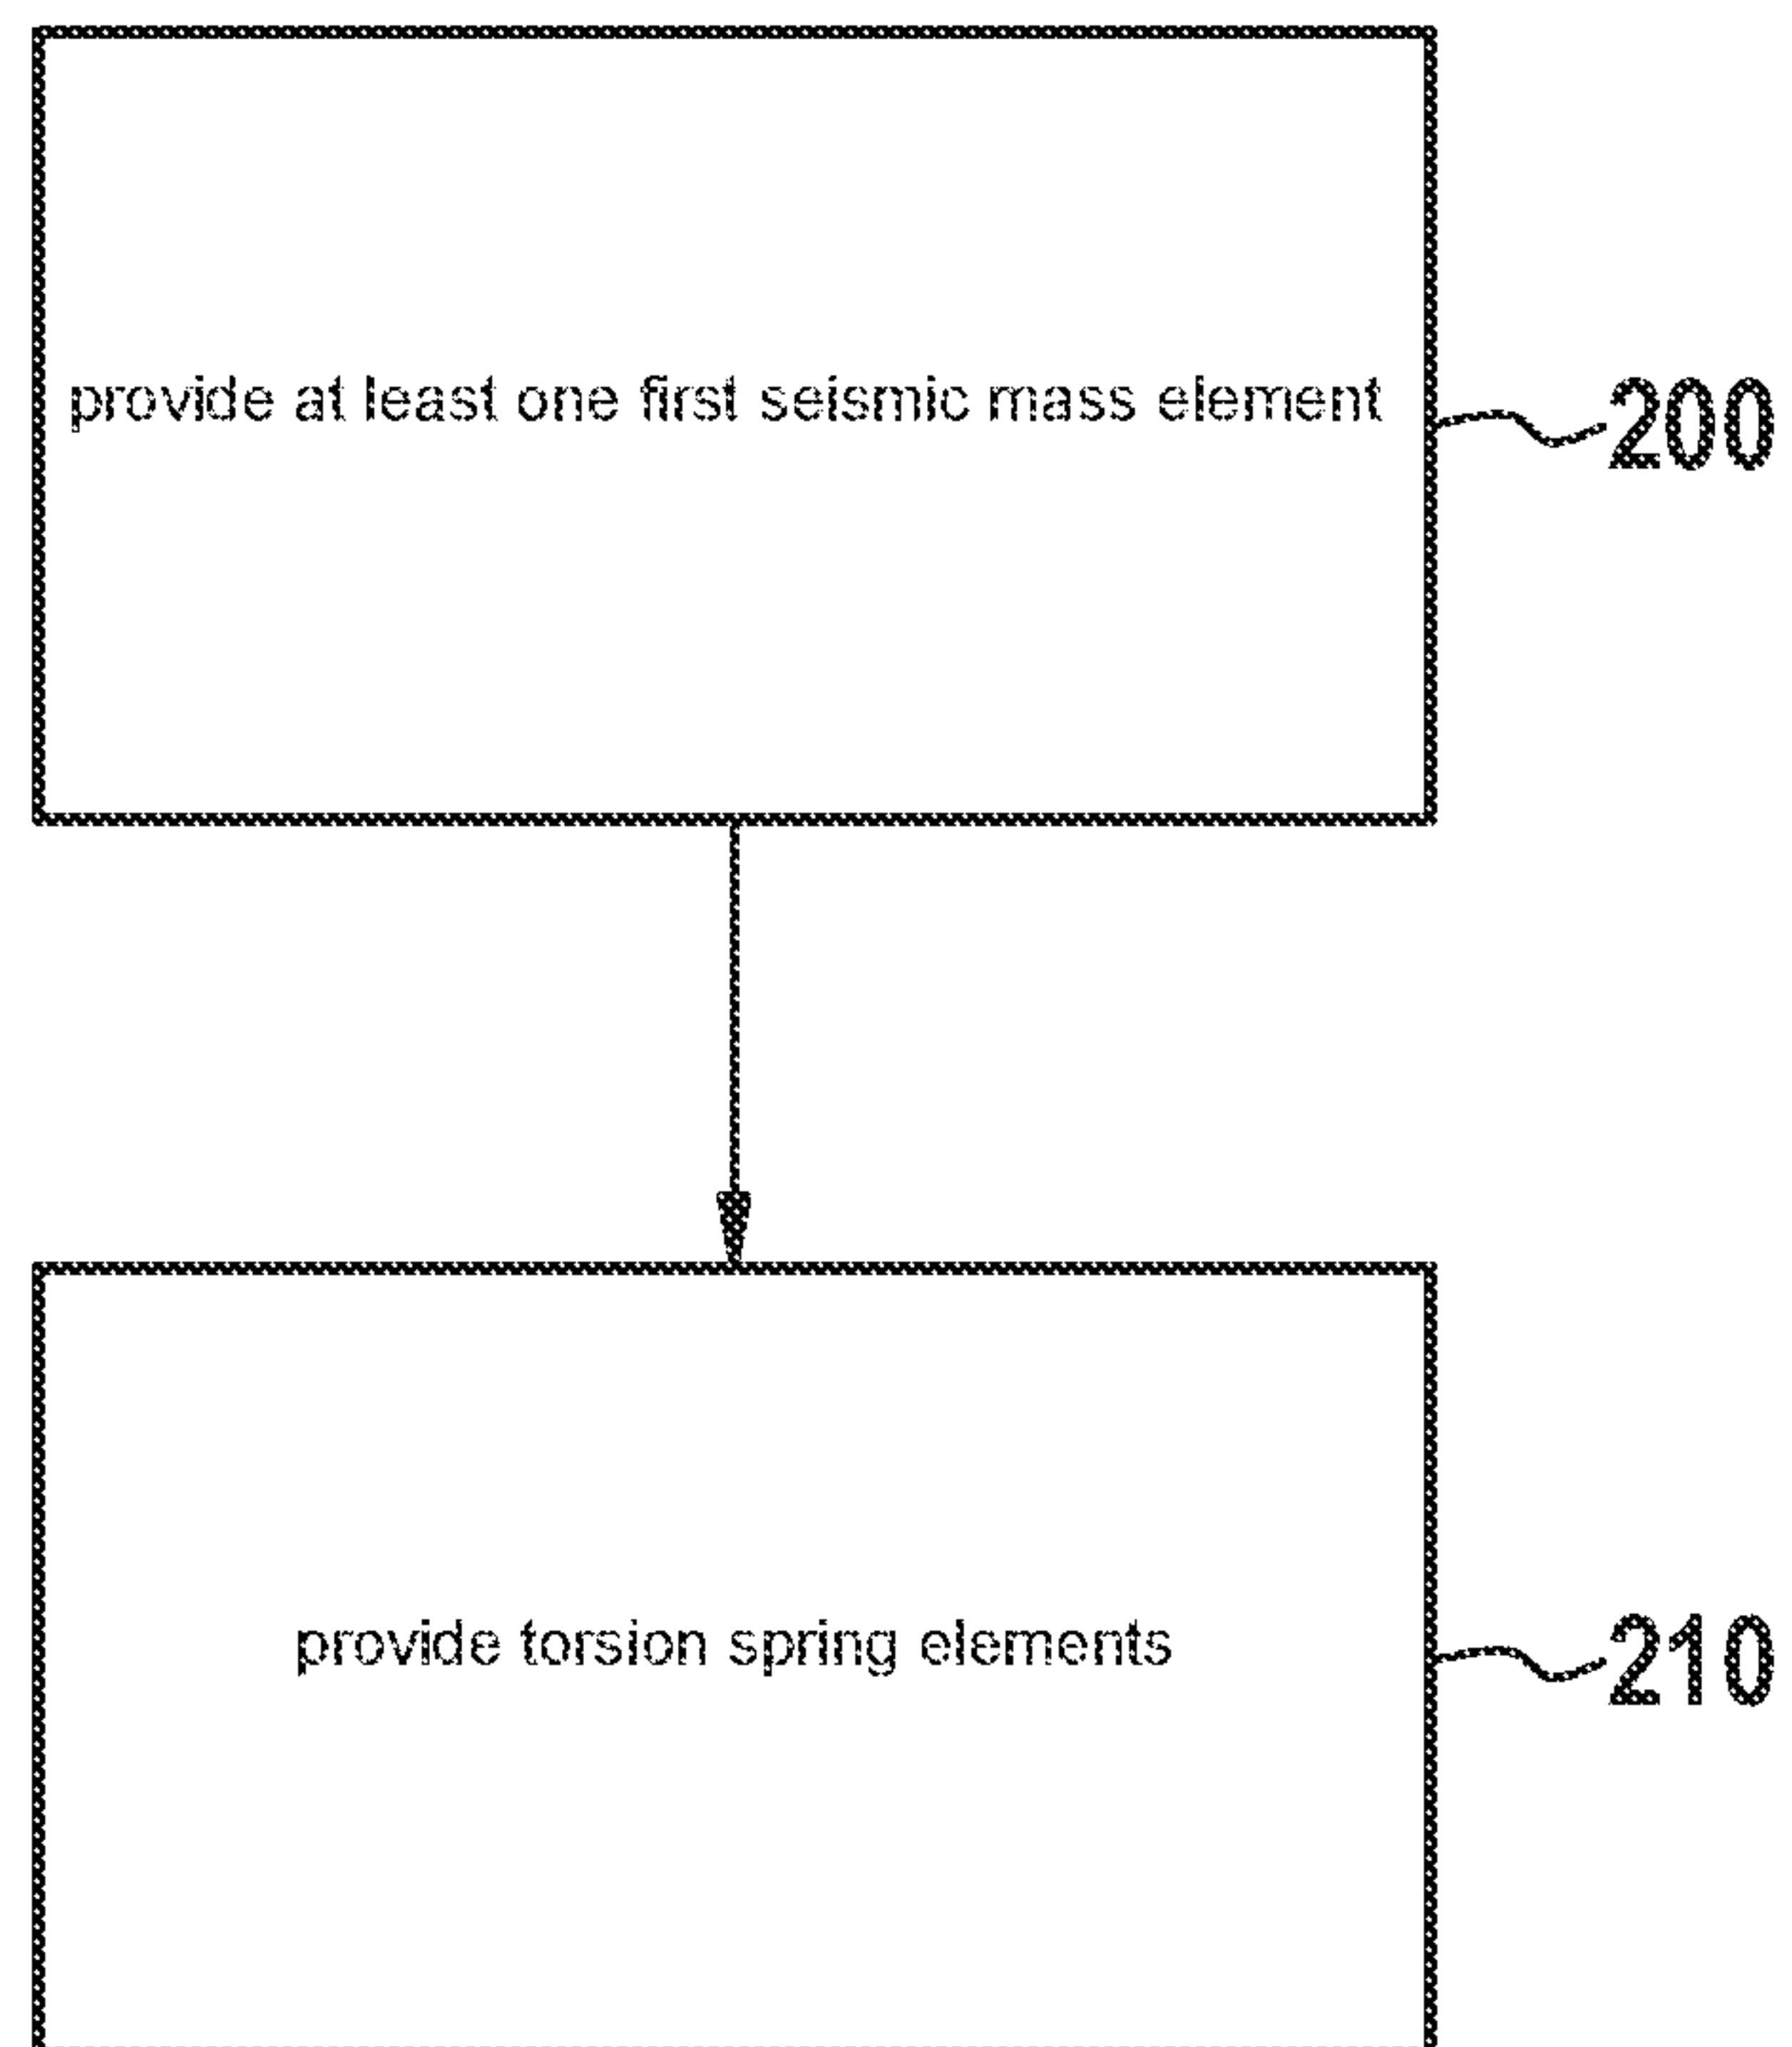 provide at least one first seismic mass element
200
provide torsion spring elements
210